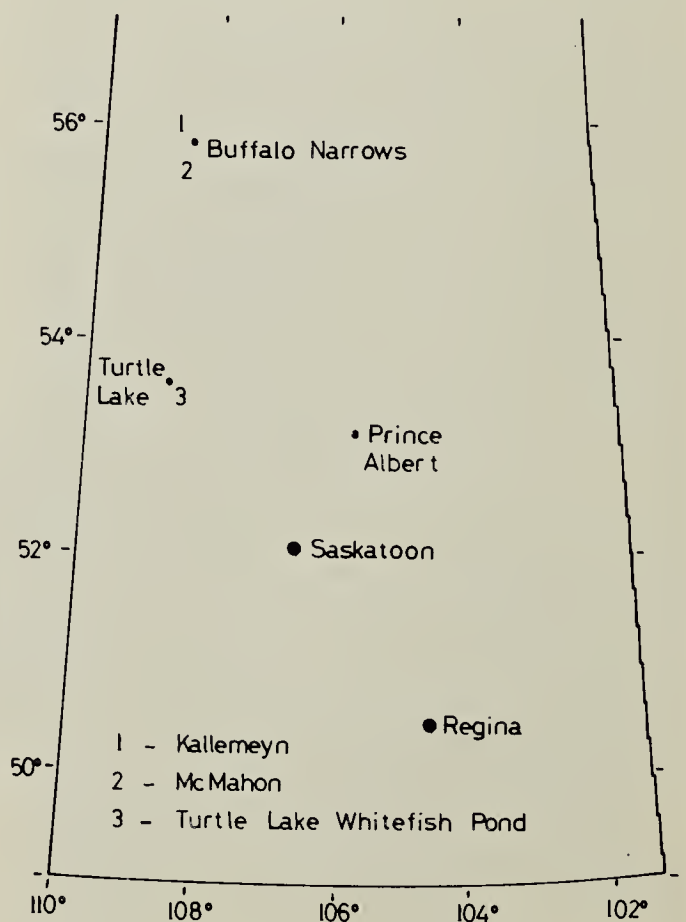 56°
1
Buffalo Narrows
2
54°
Turtle
Lake
3
Prince
Albert
52°
Saskatoon
Regina
1 - Kallemeyn
50°
2 - McMahon
3 - Turtle Lake Whitefish Pond
110°
108°
106°
104°
102°